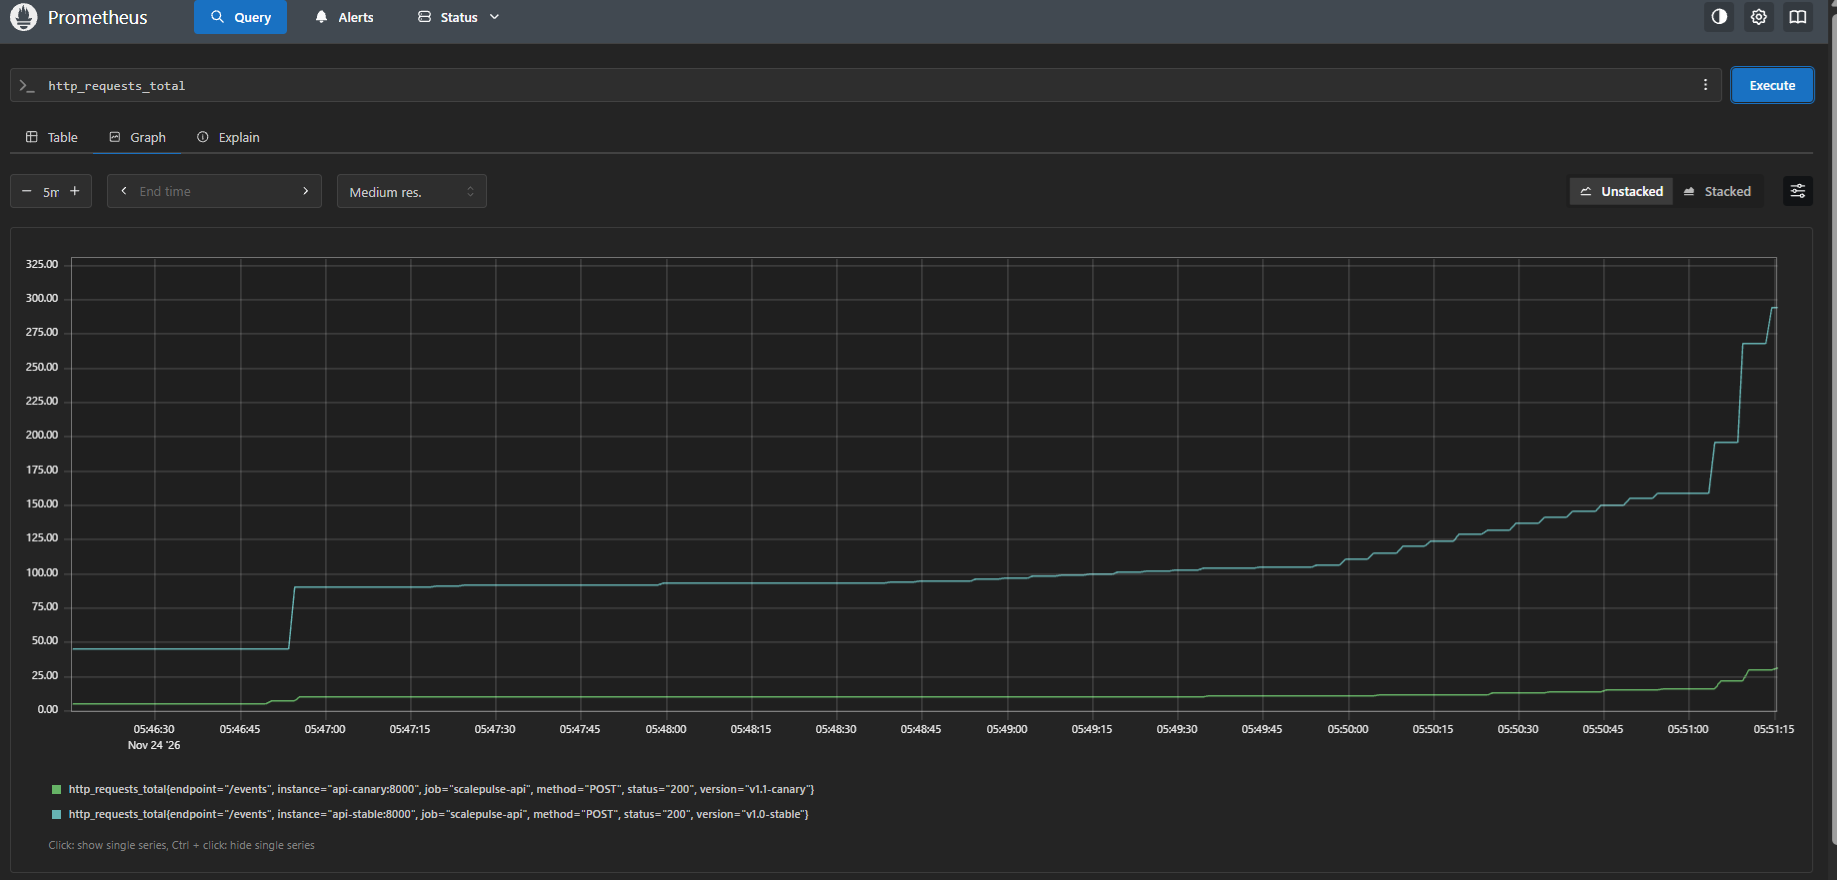 Prometheus Query Alerts Status
http_requests_total Execute
Table Graph Explain
5m End time Medium res. Unstacked Stacked
325.00
300.00
275.00
250.00
225.00
200.00
175.00
150.00
125.00
100.00
75.00
50.00
25.00
0.00
05:46:30 05:46:45 05:47:00 05:47:15 05:47:30 05:47:45 05:48:00 05:48:15 05:48:30 05:48:45 05:49:00 05:49:15 05:49:30 05:49:45 05:50:00 05:50:15 05:50:30 05:50:45 05:51:00 05:51:15
Nov 24 '26
http_requests_total{endpoint="/events", instance="api-canary:8000", job="scalepulse-api", method="POST", status="200", version="v1.1-canary"}
http_requests_total{endpoint="/events", instance="api-stable:8000", job="scalepulse-api", method="POST", status="200", version="v1.0-stable"}
Click: show single series, Ctrl + click: hide single series